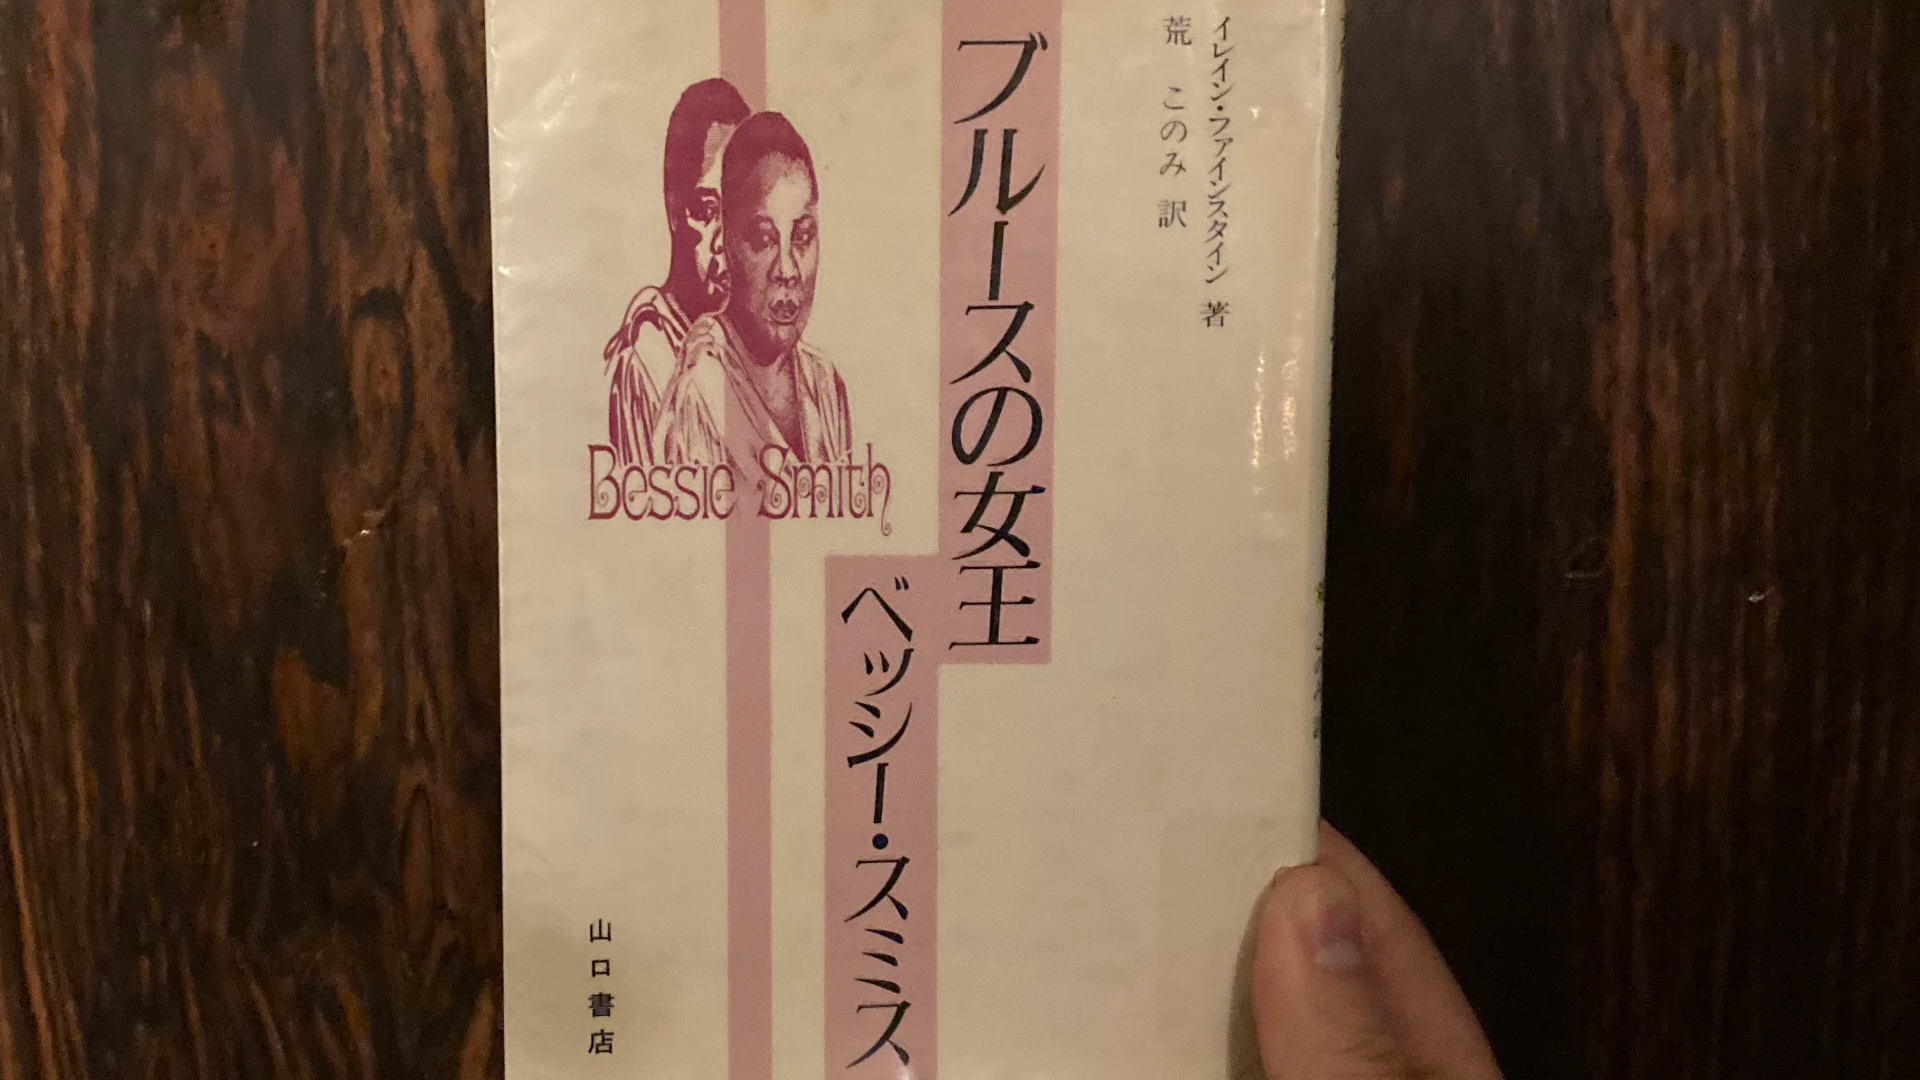 イレイン・ファインスタイン 著
荒 このみ 訳
ブルースの女王
ベッシー・スミス
Bessie Smith
山口書店